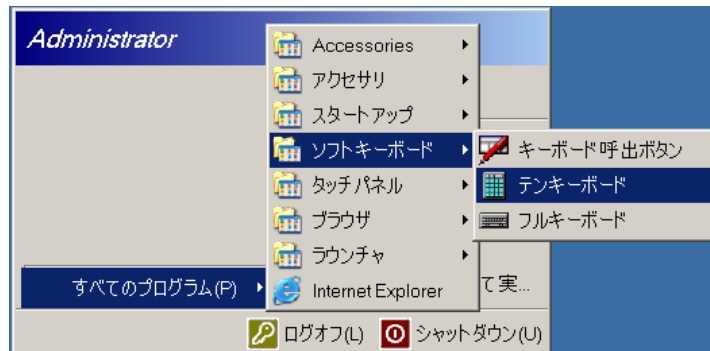 Administrator
Accessories
アクセサリ
スタートアップ
ソフトキーボード
キーボード呼出ボタン
タッチパネル
テンキーボード
ブラウザ
フルキーボード
ラウンチャ
すべてのプログラム(P)
Internet Explorer
て実...
ログオフ(L)
シャットダウン(U)